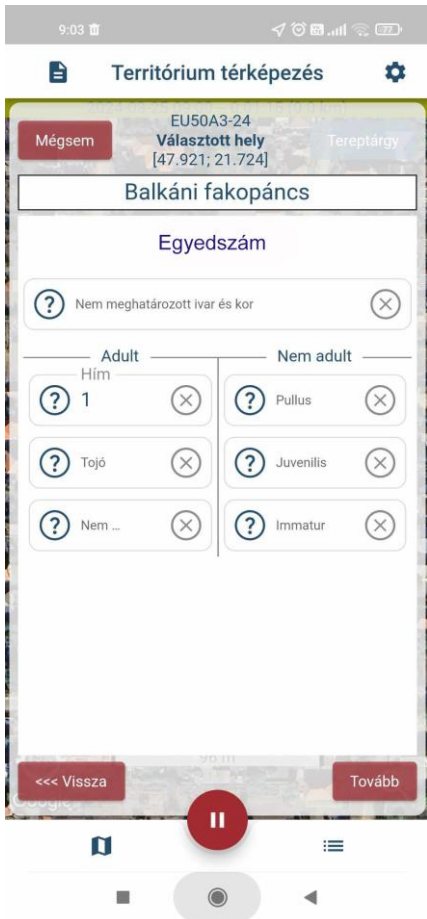 9:03
77
Territórium térképezés
EU50A3-24
Mégsem
Választott hely
Tereptárgy
[47.921; 21.724]
Balkáni fakopáncs
Egyedszám
Nem meghatározott ivar és kor
Adult
Nem adult
Hím
1
Pullus
Tojó
Juvenilis
Nem ...
Immatur
96 m
<<< Vissza
Tovább
Google